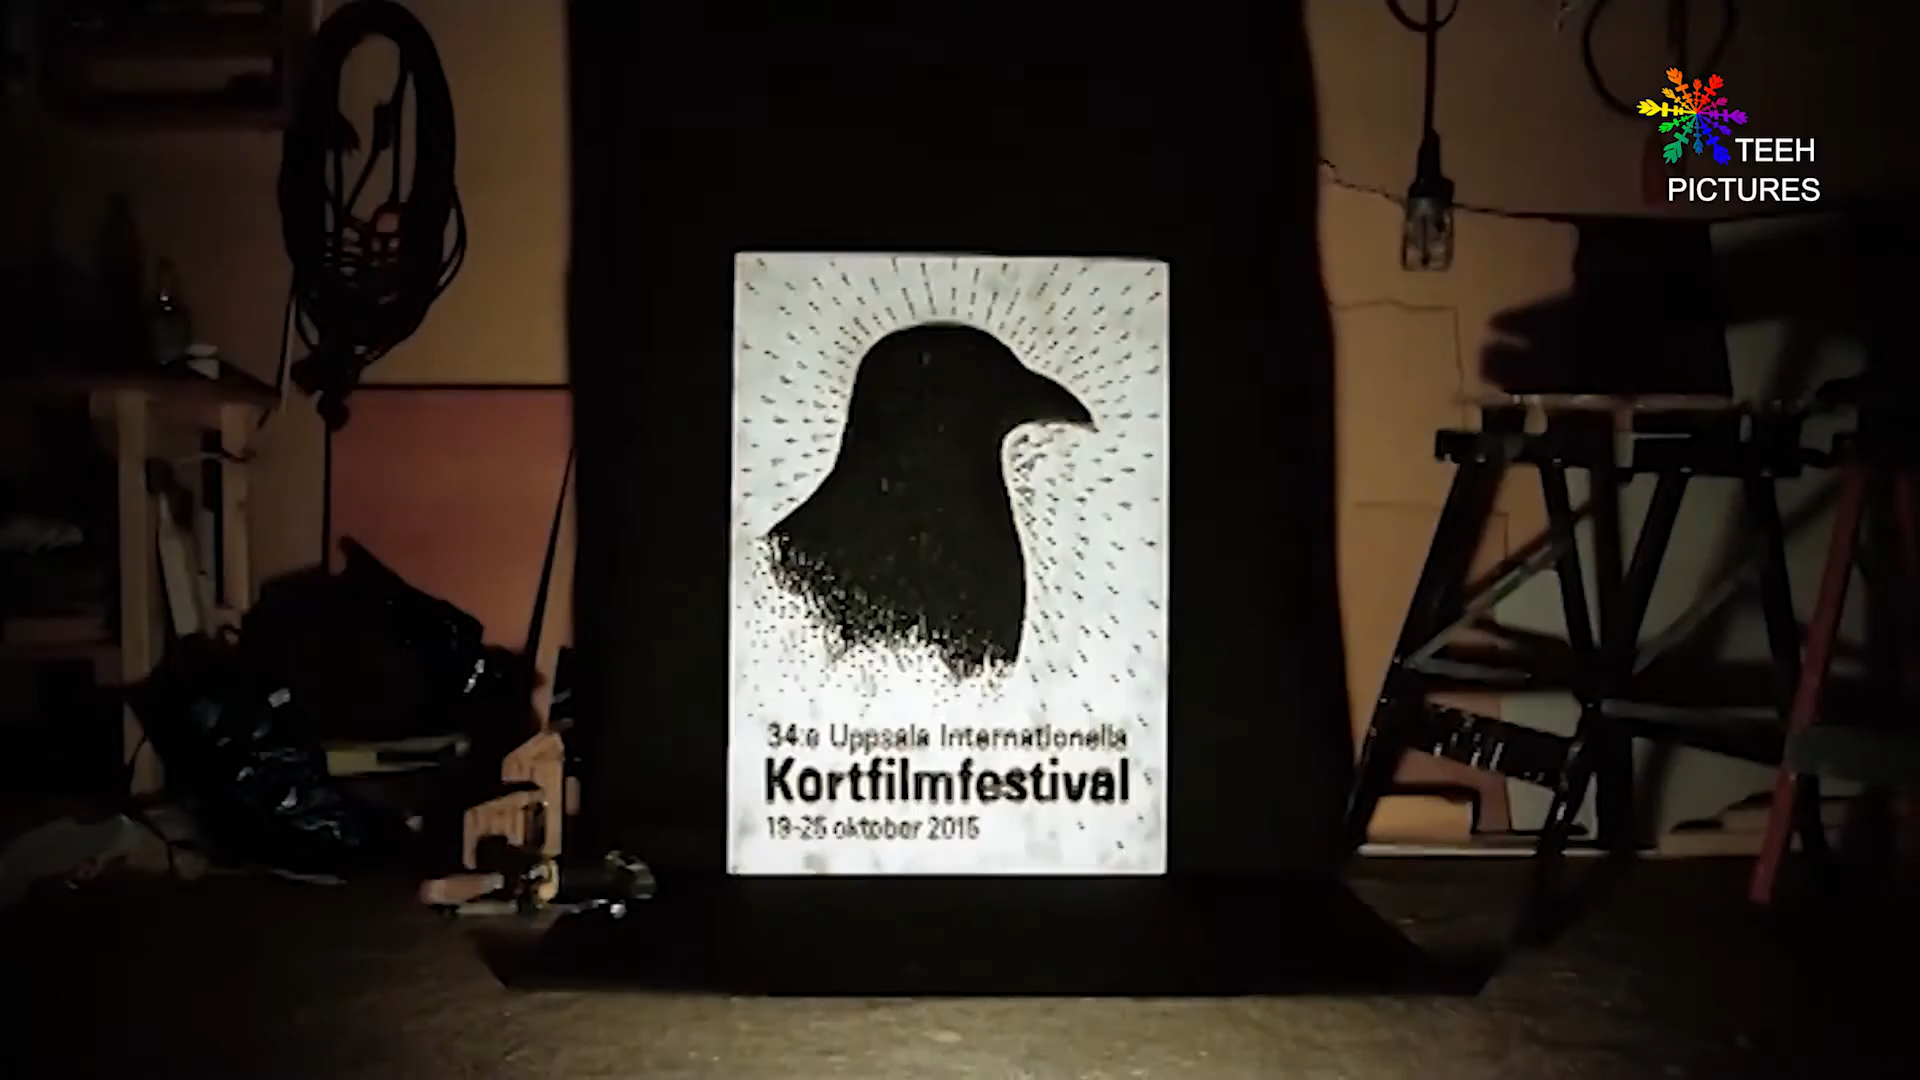 TEEH
PICTURES
34:e Uppsala Internationella
Kortfilmfestival
19-25 oktober 2015